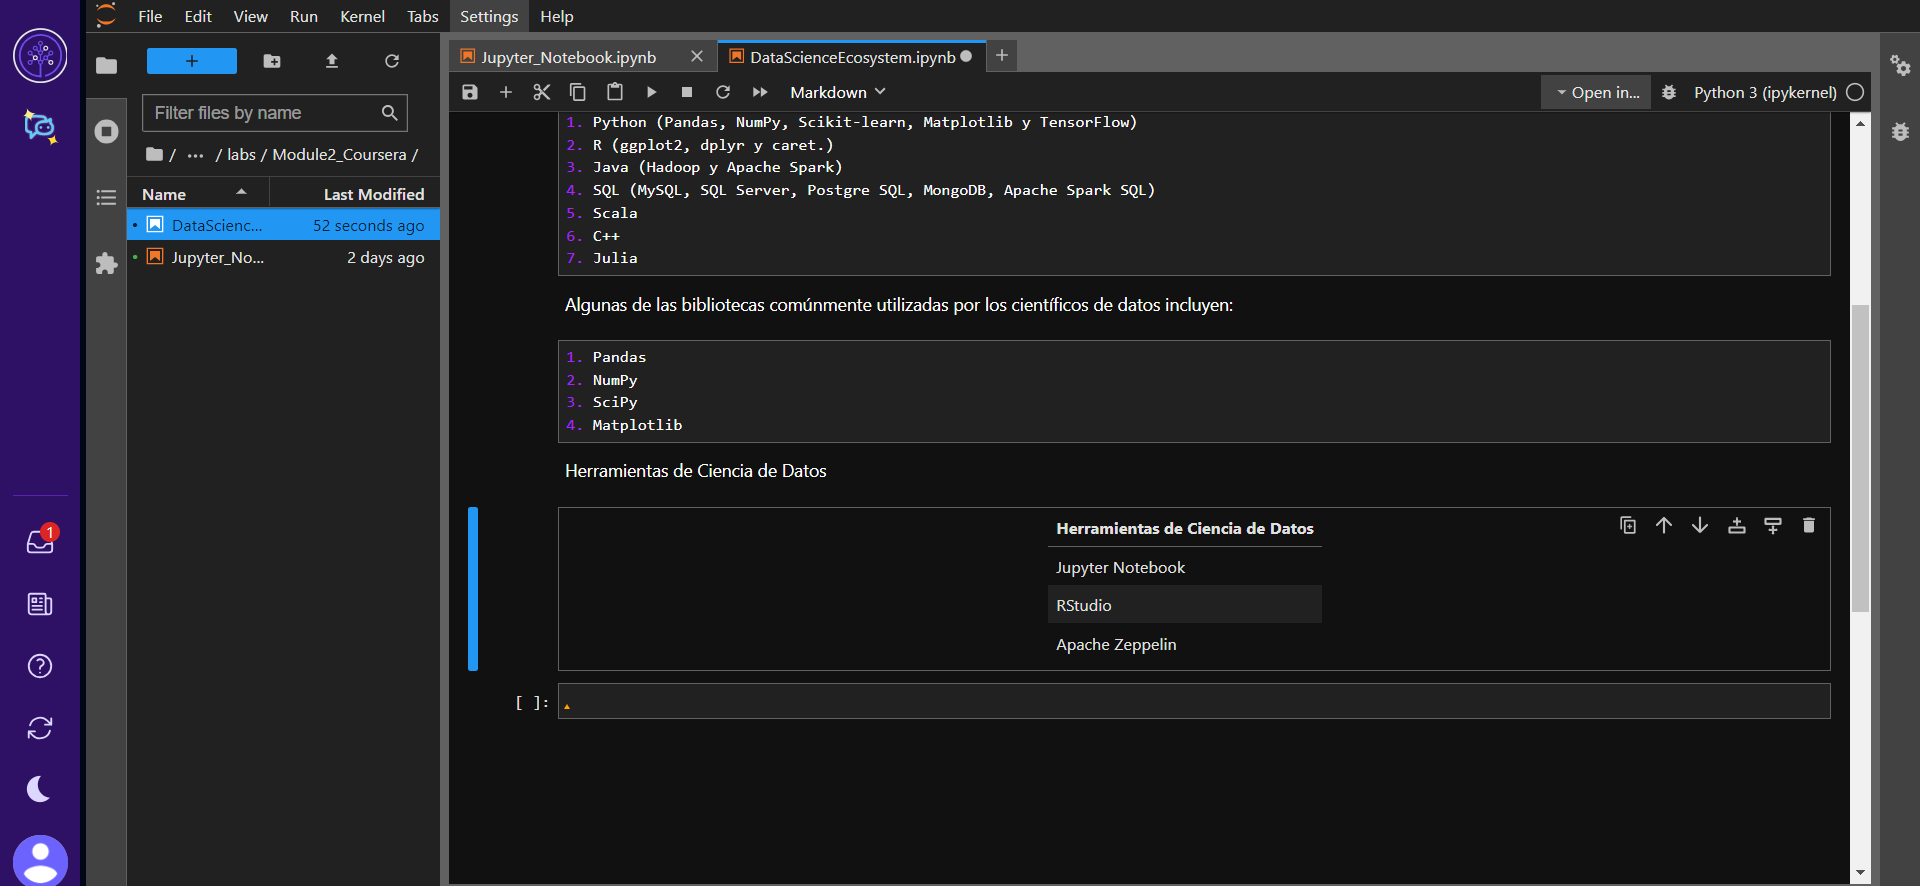 File Edit View Run Kernel Tabs Settings Help
Filter files by name
/ ... / labs / Module2_Coursera /
Name Last Modified
DataScienc... 52 seconds ago
Jupyter_No... 2 days ago
1
Jupyter_Notebook.ipynb DataScienceEcosystem.ipynb
Markdown Open in... Python 3 (ipykernel)
1. Python (Pandas, NumPy, Scikit-learn, Matplotlib y TensorFlow)
2. R (ggplot2, dplyr y caret.)
3. Java (Hadoop y Apache Spark)
4. SQL (MySQL, SQL Server, Postgre SQL, MongoDB, Apache Spark SQL)
5. Scala
6. C++
7. Julia
Algunas de las bibliotecas comúnmente utilizadas por los científicos de datos incluyen:
1. Pandas
2. NumPy
3. SciPy
4. Matplotlib
Herramientas de Ciencia de Datos
Herramientas de Ciencia de Datos
Jupyter Notebook
RStudio
Apache Zeppelin
[ ]: